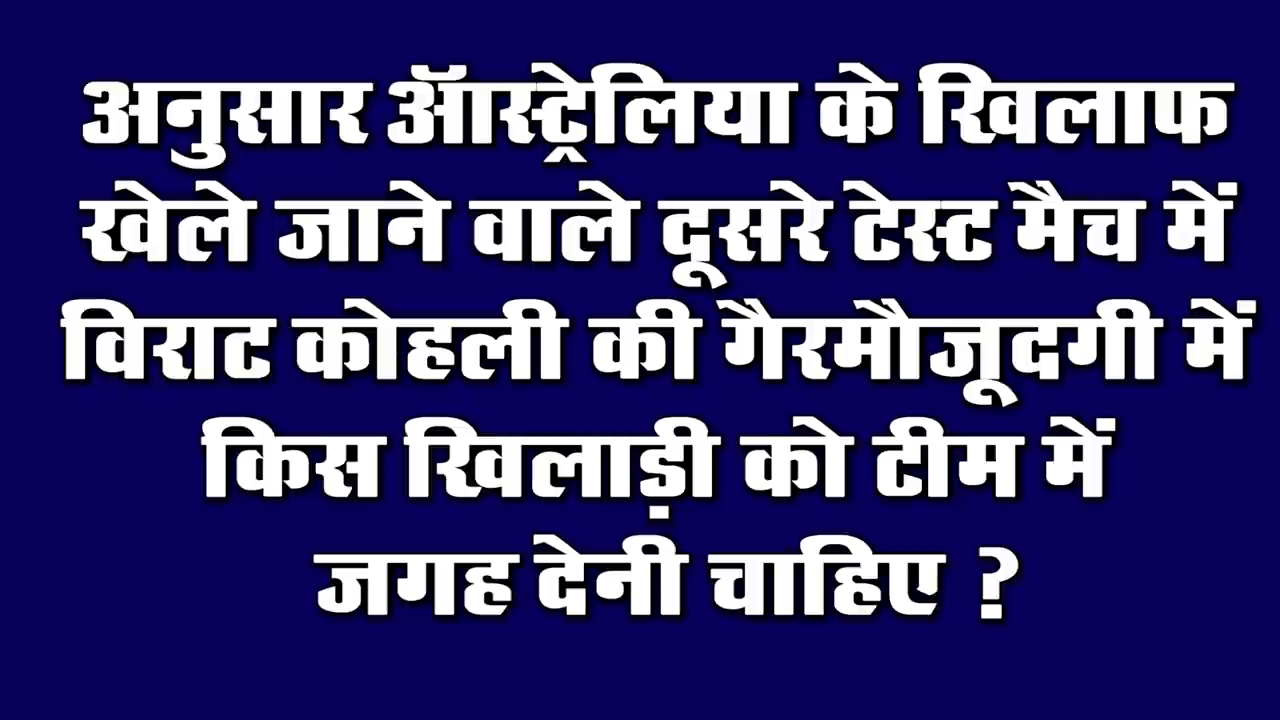 अनुसार ऑस्ट्रेलिया के खिलाफ
खेले जाने वाले दूसरे टेस्ट मैच में
विराट कोहली की गैरमौजूदगी में
किस खिलाड़ी को टीम में
जगह देनी चाहिए ?